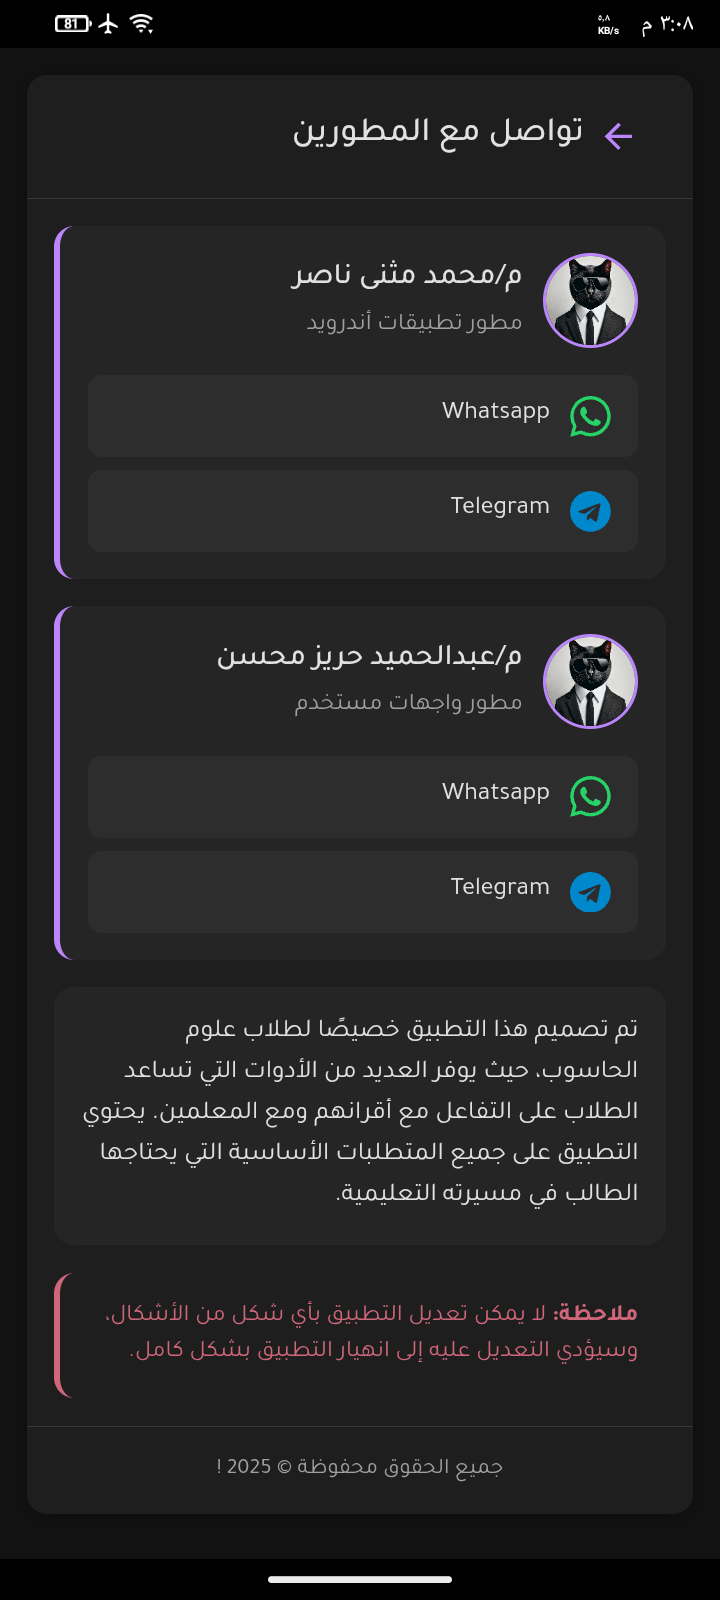 ٣:٠٨ م
٥,٨
KB/s
81
تواصل مع المطورين
م/محمد مثنى ناصر
مطور تطبيقات أندرويد
Whatsapp
Telegram
م/عبدالحميد حريز محسن
مطور واجهات مستخدم
Whatsapp
Telegram
تم تصميم هذا التطبيق خصيصًا لطلاب علوم
الحاسوب، حيث يوفر العديد من الأدوات التي تساعد
الطلاب على التفاعل مع أقرانهم ومع المعلمين. يحتوي
التطبيق على جميع المتطلبات الأساسية التي يحتاجها
الطالب في مسيرته التعليمية.
ملاحظة: لا يمكن تعديل التطبيق بأي شكل من الأشكال،
وسيؤدي التعديل عليه إلى انهيار التطبيق بشكل كامل.
جميع الحقوق محفوظة © 2025 !